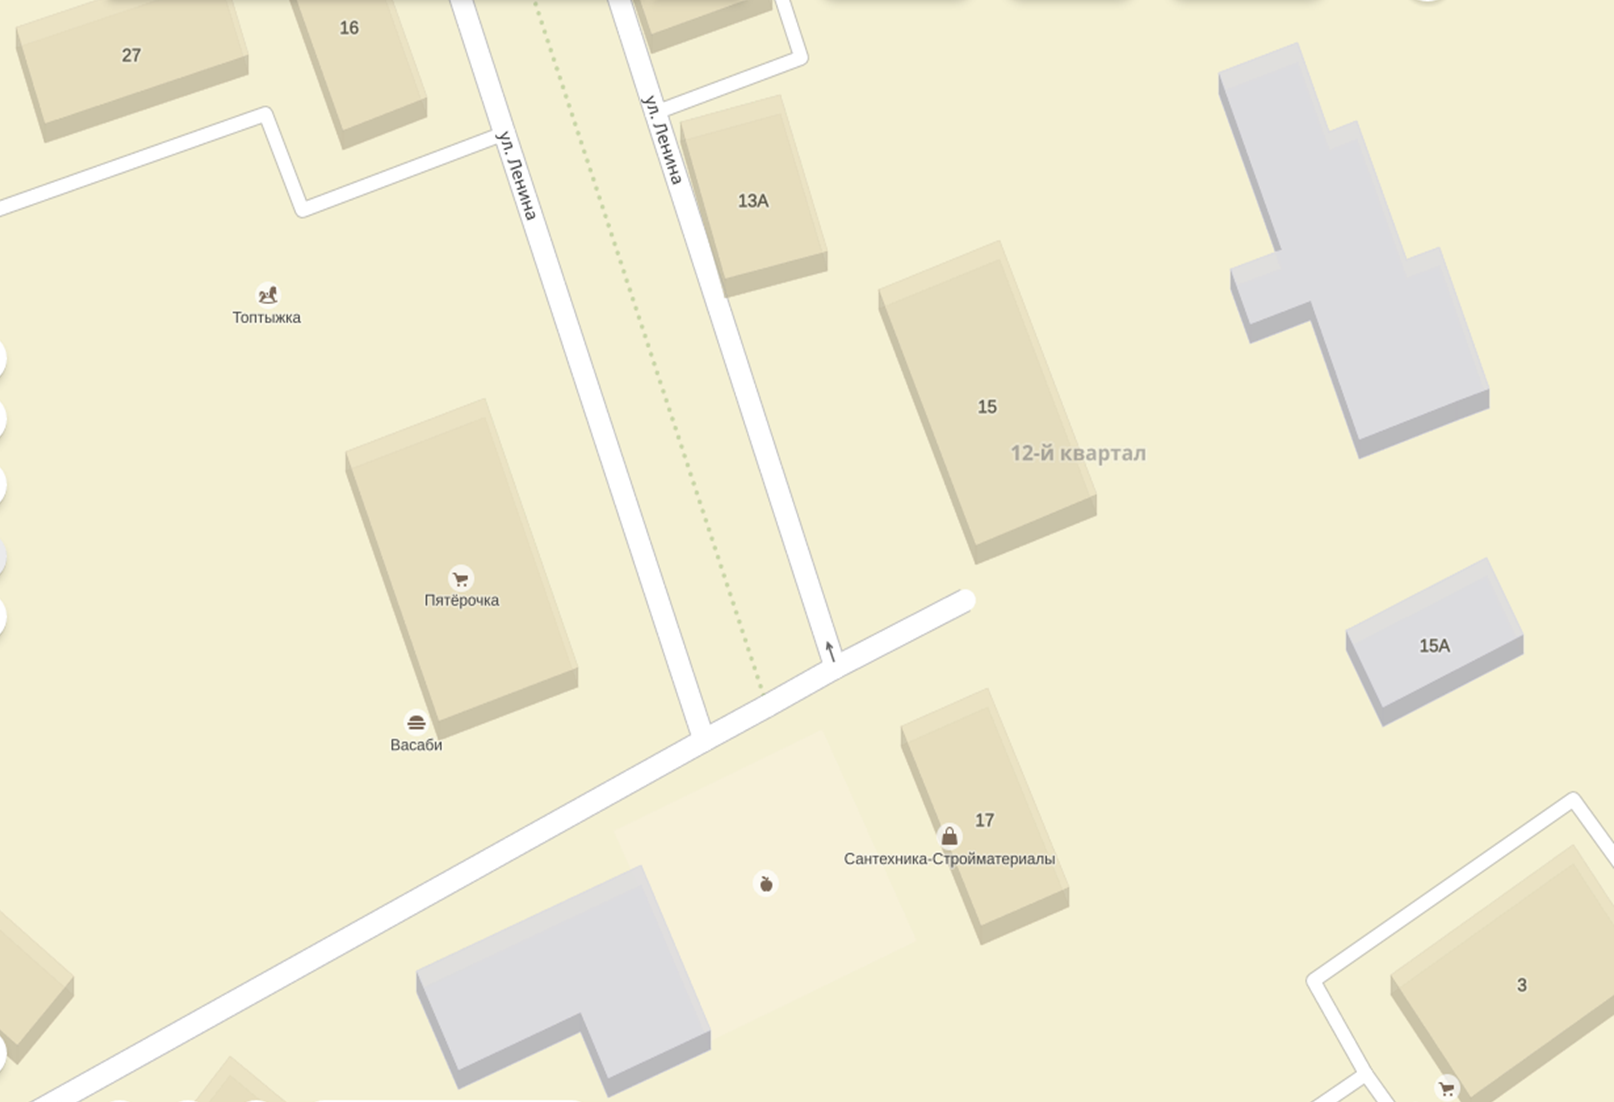 16
27
ул. Ленина
ул. Ленина
13А
Топтыжка
15
12-й квартал
Пятёрочка
15А
Васаби
17
Сантехника-Стройматериалы
3